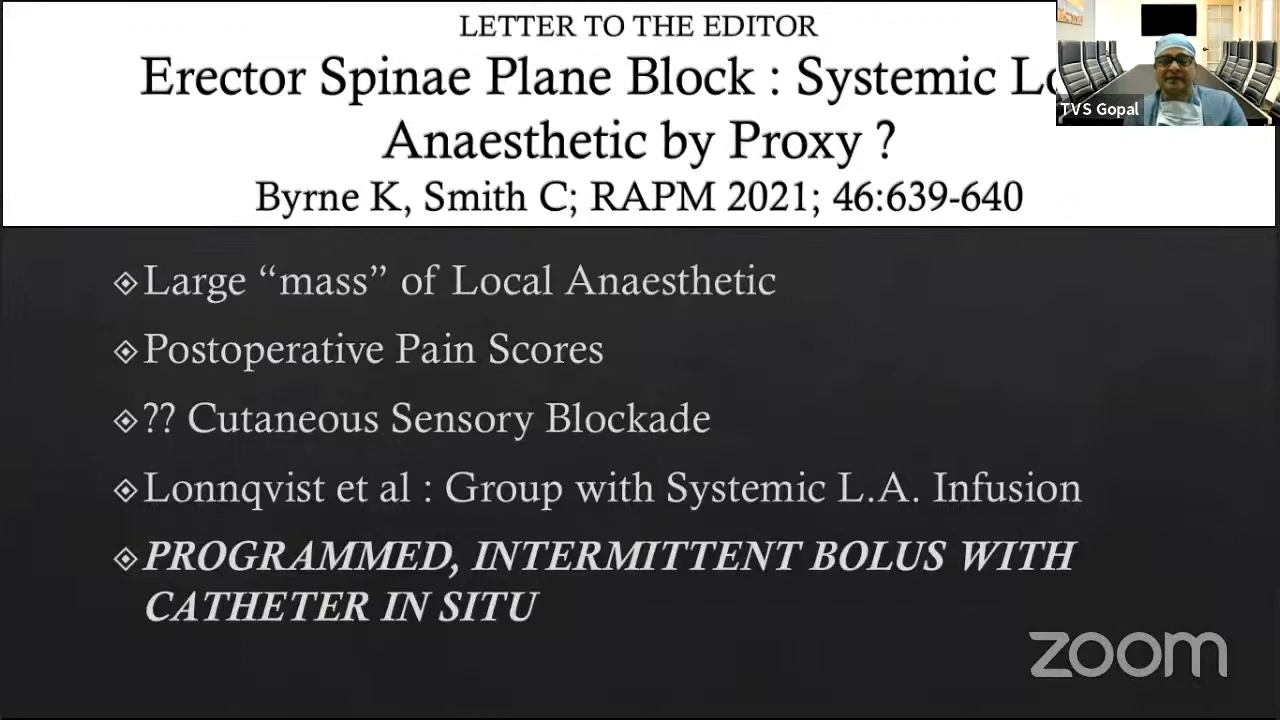 LETTER TO THE EDITOR
Erector Spinae Plane Block : Systemic
Anaesthetic by Proxy ?
Byrne K, Smith C; RAPM 2021; 46:639-640
TVS Gopal
Large “mass” of Local Anaesthetic
Postoperative Pain Scores
?? Cutaneous Sensory Blockade
Lonnqvist et al : Group with Systemic L.A. Infusion
PROGRAMMED, INTERMITTENT BOLUS WITH
CATHETER IN SITU
zoom